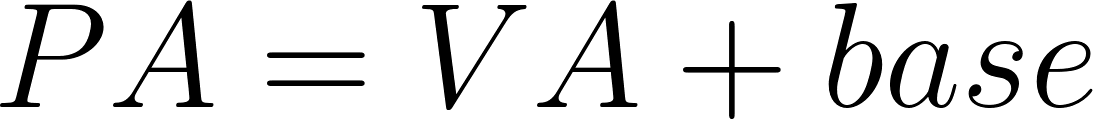 PA = VA + base